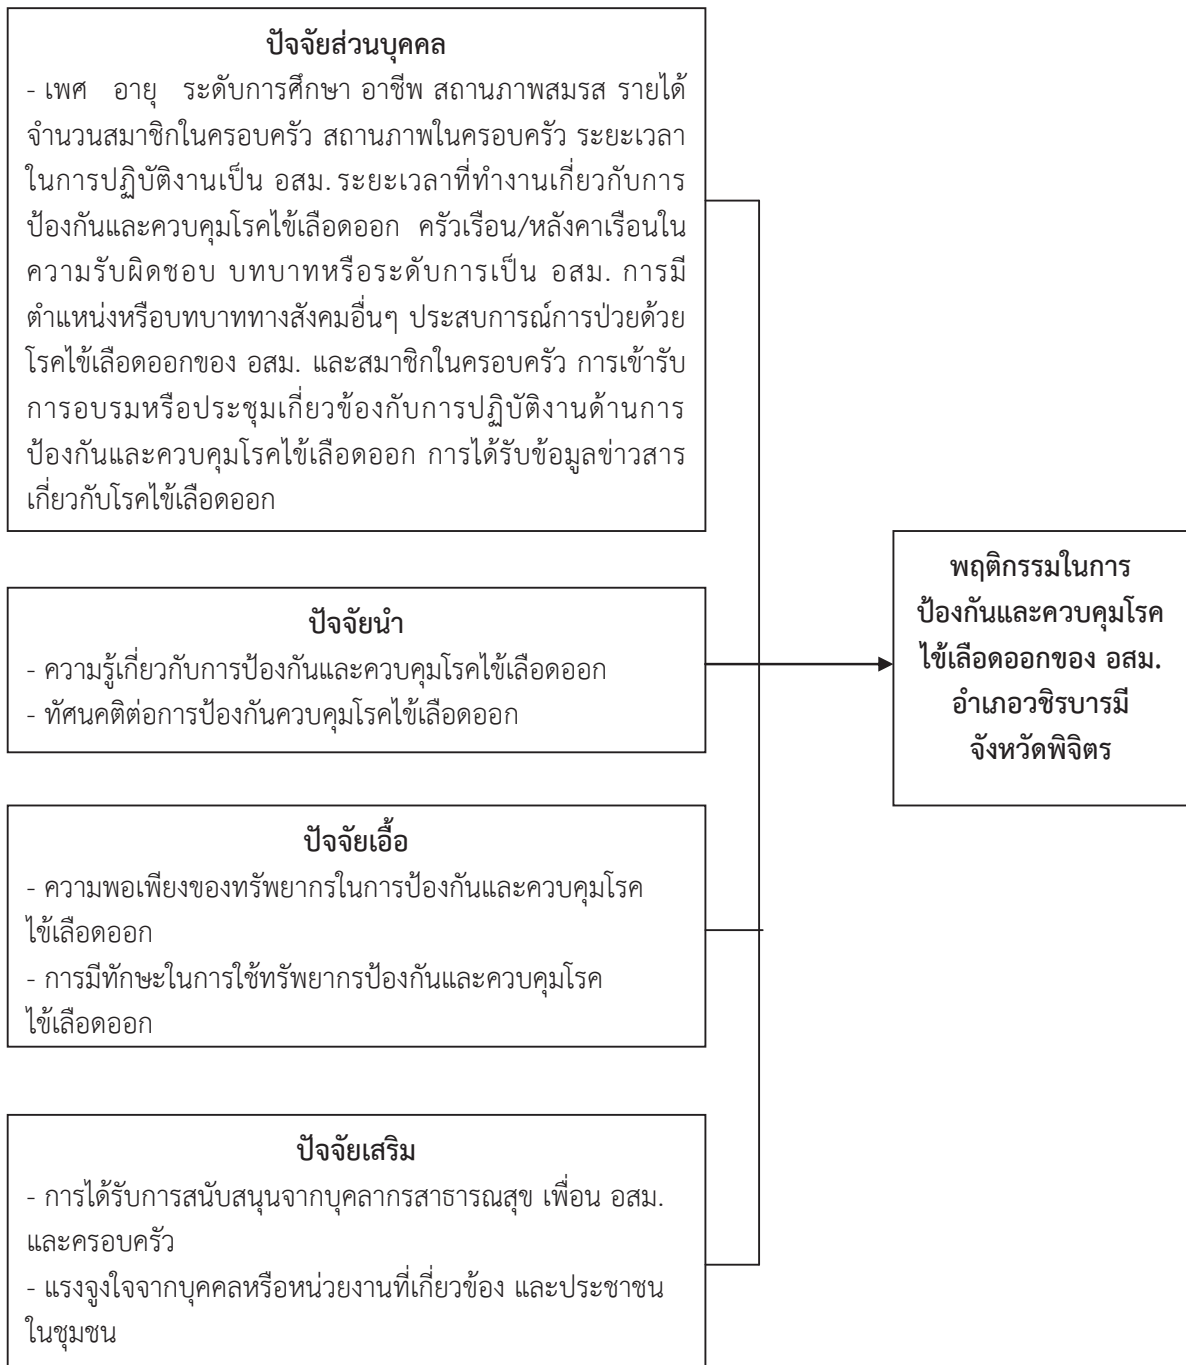 ปัจจัยส่วนบุคคล
- เพศ อายุ ระดับการศึกษา อาชีพ สถานภาพสมรส รายได้
จำนวนสมาชิกในครอบครัว สถานภาพในครอบครัว ระยะเวลา
ในการปฏิบัติงานเป็น อสม. ระยะเวลาที่ทำงานเกี่ยวกับการ
ป้องกันและควบคุมโรคไข้เลือดออก ครัวเรือน/หลังคาเรือนใน
ความรับผิดชอบ บทบาทหรือระดับการเป็น อสม. การมี
ตำแหน่งหรือบทบาททางสังคมอื่นๆ ประสบการณ์การป่วยด้วย
โรคไข้เลือดออกของ อสม. และสมาชิกในครอบครัว การเข้ารับ
การอบรมหรือประชุมเกี่ยวข้องกับการปฏิบัติงานด้านการ
ป้องกันและควบคุมโรคไข้เลือดออก การได้รับข้อมูลข่าวสาร
เกี่ยวกับโรคไข้เลือดออก
ปัจจัยนำ
- ความรู้เกี่ยวกับการป้องกันและควบคุมโรคไข้เลือดออก
- ทัศนคติต่อการป้องกันควบคุมโรคไข้เลือดออก
ปัจจัยเอื้อ
- ความพอเพียงของทรัพยากรในการป้องกันและควบคุมโรค
ไข้เลือดออก
- การมีทักษะในการใช้ทรัพยากรป้องกันและควบคุมโรค
ไข้เลือดออก
ปัจจัยเสริม
- การได้รับการสนับสนุนจากบุคลากรสาธารณสุข เพื่อน อสม.
และครอบครัว
- แรงจูงใจจากบุคคลหรือหน่วยงานที่เกี่ยวข้อง และประชาชน
ในชุมชน
พฤติกรรมในการ
ป้องกันและควบคุมโรค
ไข้เลือดออกของ อสม.
อำเภอวชิรบารมี
จังหวัดพิจิตร